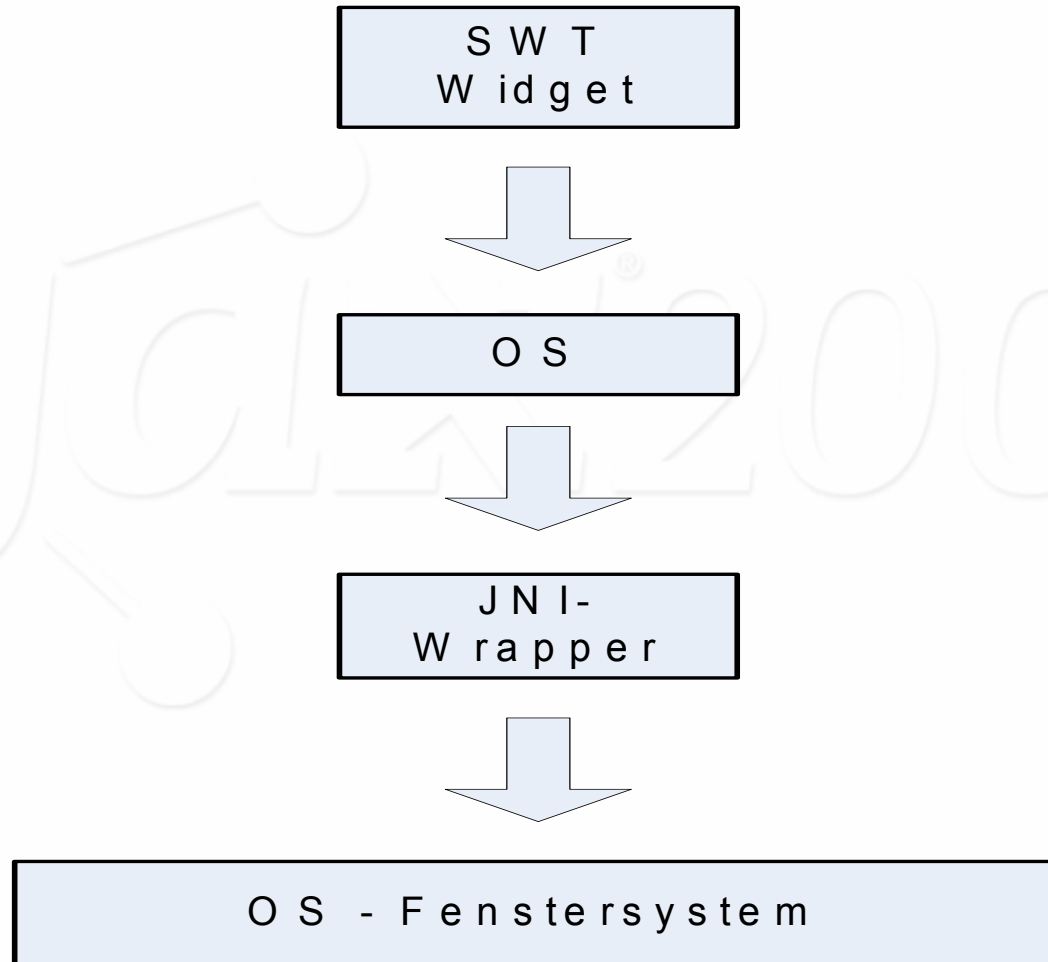 SWT
Widget
OS
JNI-
Wrapper
OS - Fenstersystem